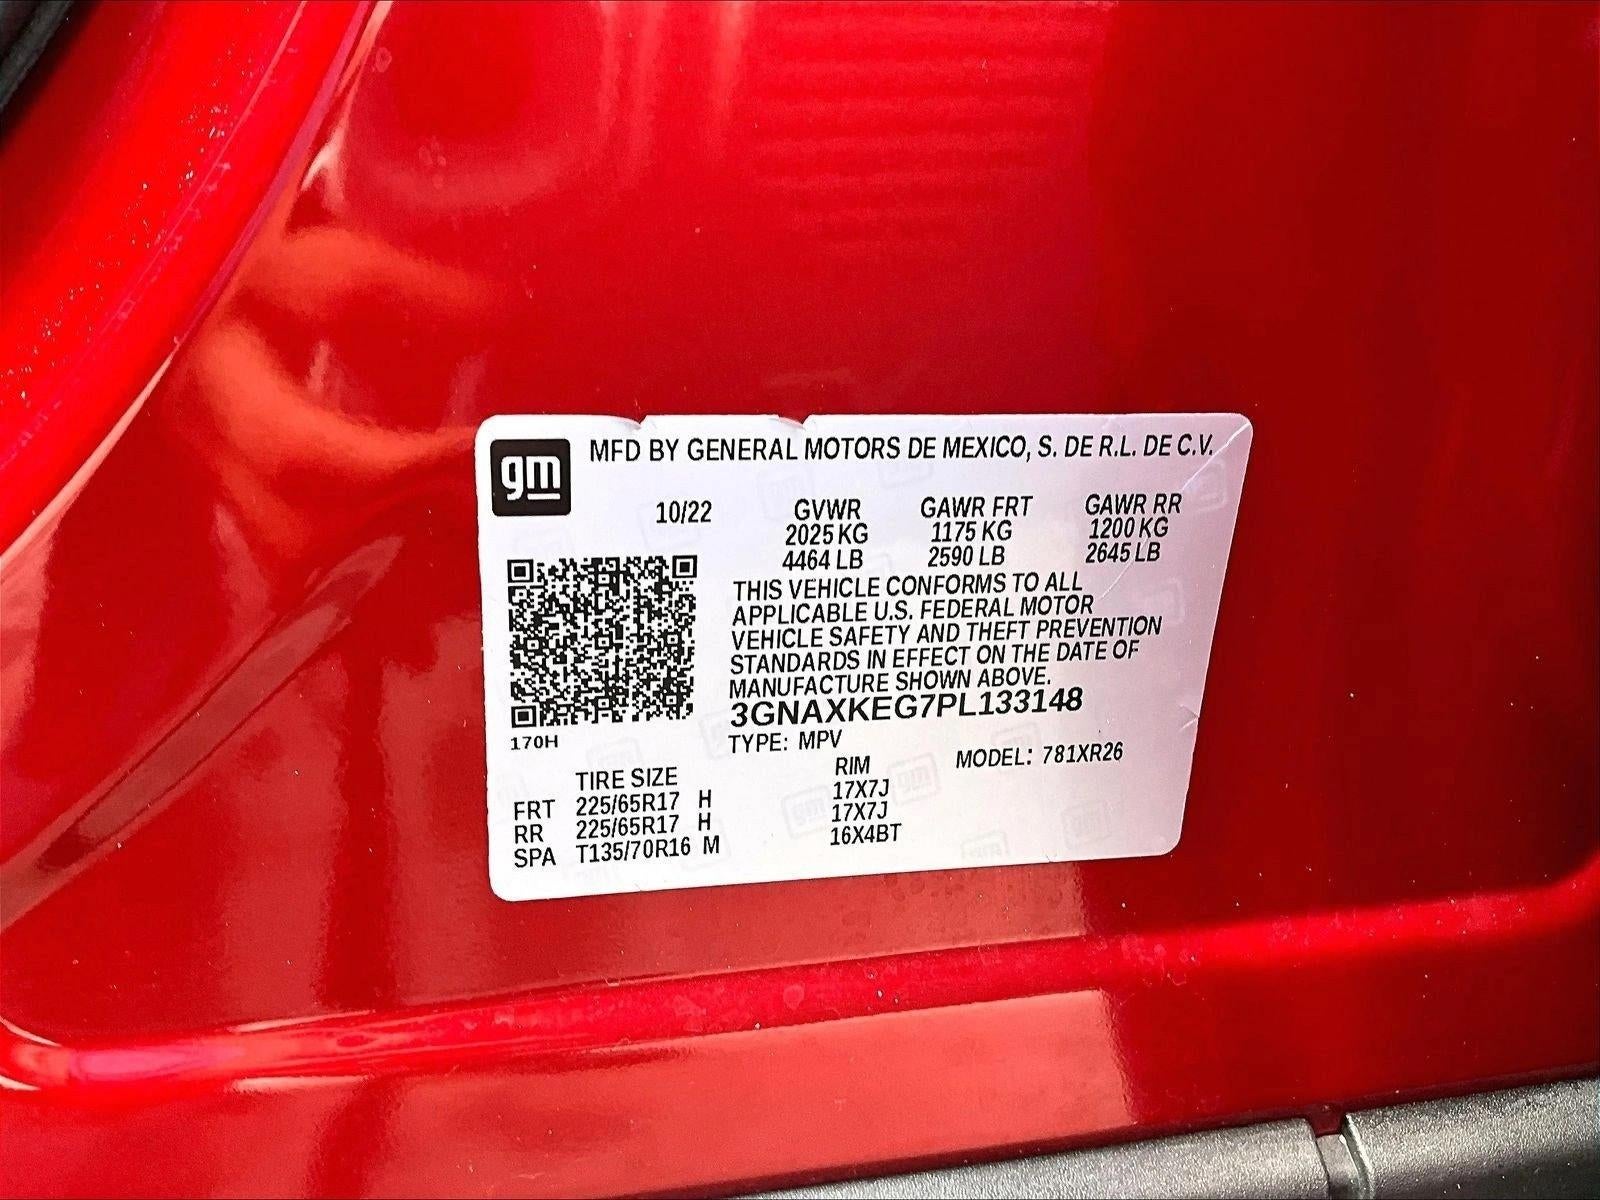 gm
MFD BY GENERAL MOTORS DE MEXICO, S. DE R.L. DE C.V.
10/22 GVWR GAWR FRT GAWR RR
2025 KG 1175 KG 1200 KG
4464 LB 2590 LB 2645 LB
THIS VEHICLE CONFORMS TO ALL
APPLICABLE U.S. FEDERAL MOTOR
VEHICLE SAFETY AND THEFT PREVENTION
STANDARDS IN EFFECT ON THE DATE OF
MANUFACTURE SHOWN ABOVE.
3GNAXKEG7PL133148
170H
TYPE: MPV MODEL: 781XR26
TIRE SIZE RIM
FRT 225/65R17 H 17X7J
RR 225/65R17 H 17X7J
SPA T135/70R16 M 16X4BT